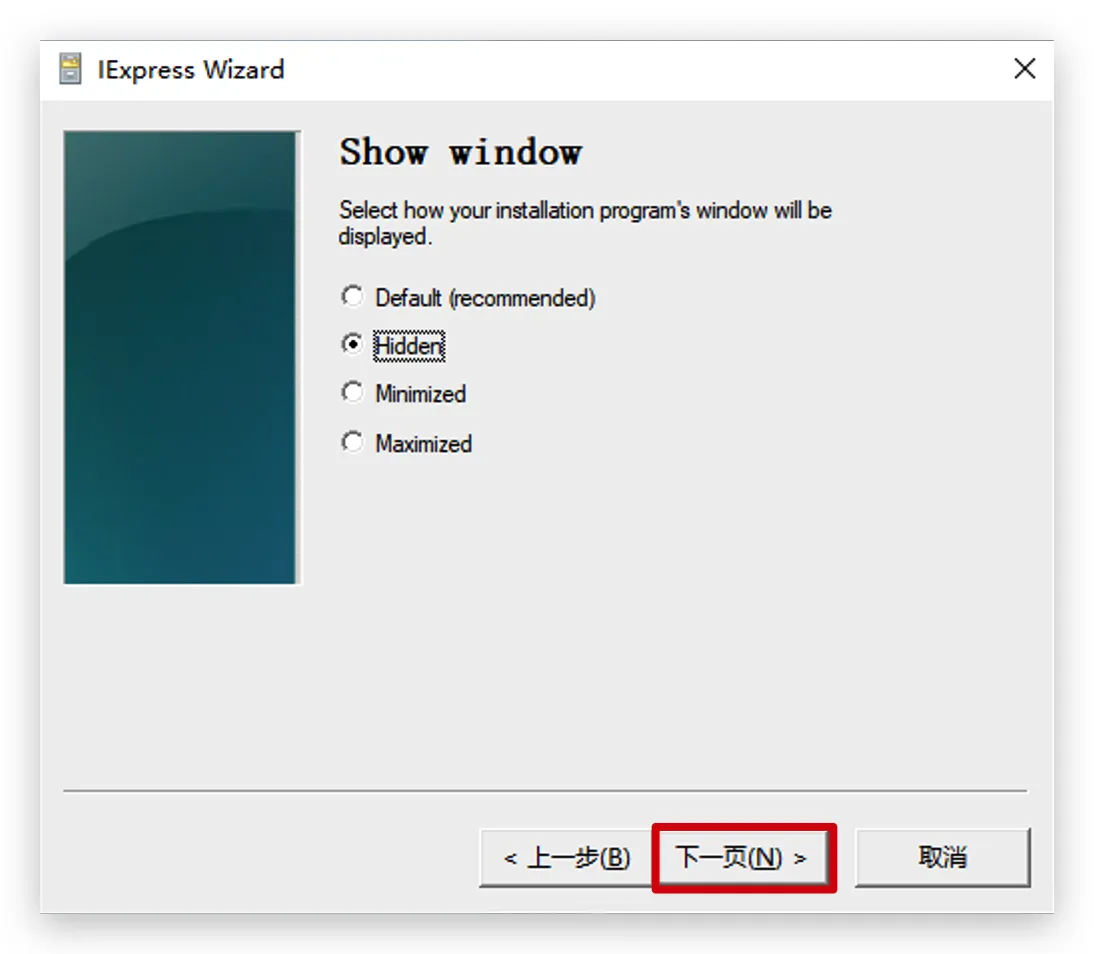 IExpress Wizard
Show window
Select how your installation program's window will be
displayed.
Default (recommended)
Hidden
Minimized
Maximized
< 上一步(B)
下一页(N) >
取消